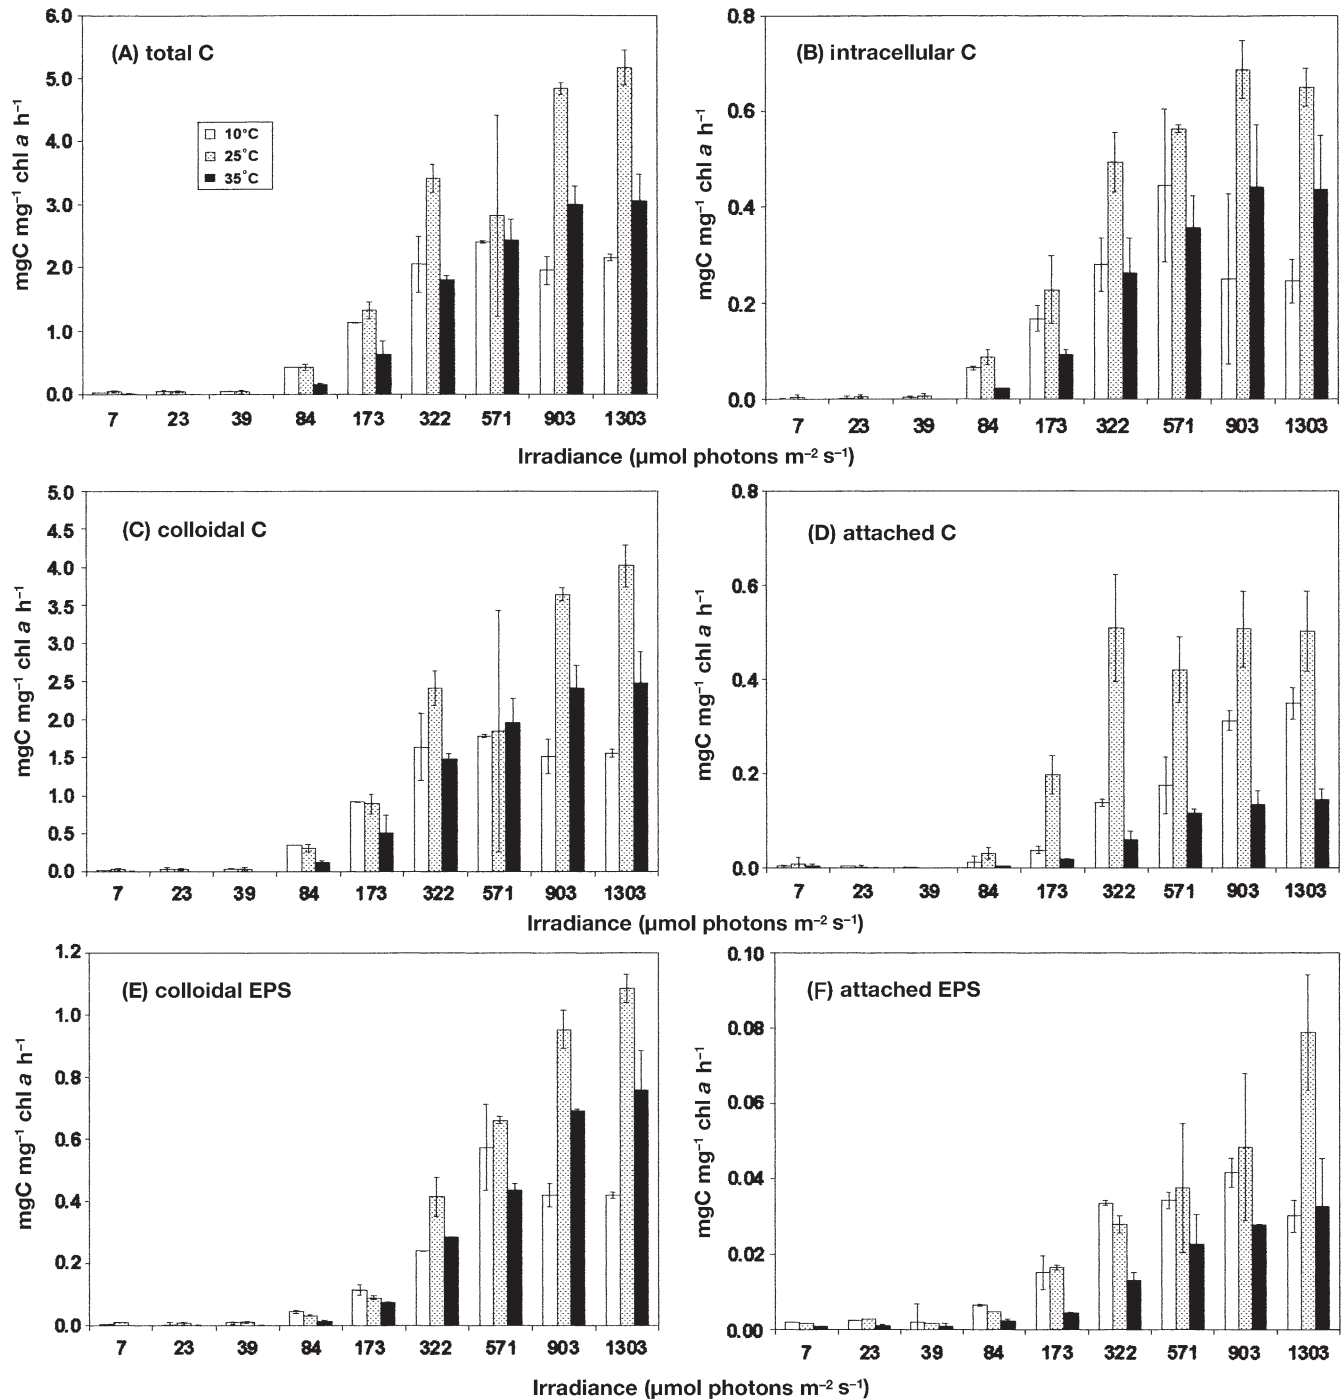 (A) total C
6.0
5.0
4.0
3.0
2.0
1.0
0.0
mgC mg⁻¹ chl a h⁻¹
10°C
25°C
35°C
7 23 39 84 173 322 571 903 1303
(B) intracellular C
0.8
0.6
0.4
0.2
0.0
mgC mg⁻¹ chl a h⁻¹
7 23 39 84 173 322 571 903 1303
Irradiance (µmol photons m⁻² s⁻¹)
(C) colloidal C
5.0
4.5
4.0
3.5
3.0
2.5
2.0
1.5
1.0
0.5
0.0
mgC mg⁻¹ chl a h⁻¹
7 23 39 84 173 322 571 903 1303
(D) attached C
0.8
0.6
0.4
0.2
0.0
mgC mg⁻¹ chl a h⁻¹
7 23 39 84 173 322 571 903 1303
Irradiance (µmol photons m⁻² s⁻¹)
(E) colloidal EPS
1.2
1.0
0.8
0.6
0.4
0.2
0.0
mgC mg⁻¹ chl a h⁻¹
7 23 39 84 173 322 571 903 1303
(F) attached EPS
0.10
0.08
0.06
0.04
0.02
0.00
mgC mg⁻¹ chl a h⁻¹
7 23 39 84 173 322 571 903 1303
Irradiance (µmol photons m⁻² s⁻¹)